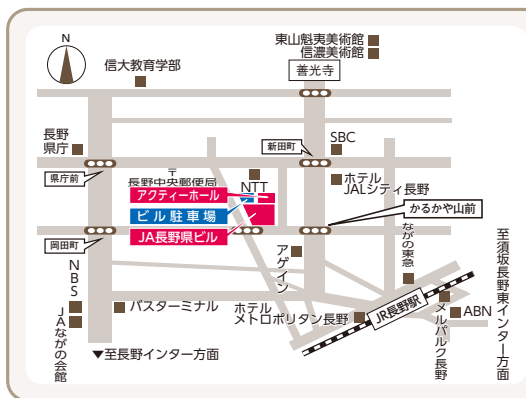 N
東山魁夷美術館
信濃美術館
善光寺
信大教育学部
長野
県庁
新田町
SBC
県庁前
〒
長野中央郵便局
NTT
ホテル
JALシティ長野
アクティーホール
ビル駐車場
JA長野県ビル
かるかや山前
岡田町
アゲイン
ながの東急
至須坂長野東インター方面
NBS
JAながの会館
バスターミナル
ホテル
メトロポリタン長野
JR長野駅
メルパルク長野
ABN
▼至長野インター方面